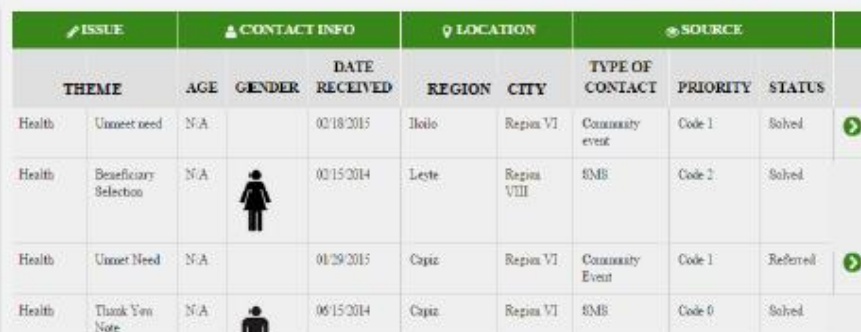 ISSUE CONTACT INFO LOCATION SOURCE
THEME AGE GENDER DATE RECEIVED REGION CITY TYPE OF CONTACT PRIORITY STATUS
Health Unmeet need N/A 02/18/2015 Iloilo Region VI Community event Code 1 Solved
Health Beneficiary Selection N/A 02/15/2014 Leyte Region VIII SMS Code 2 Solved
Health Unmet Need N/A 01/29/2015 Capiz Region VI Community Event Code 1 Referred
Health Thank You Note N/A 06/15/2014 Capiz Region VI SMS Code 0 Solved